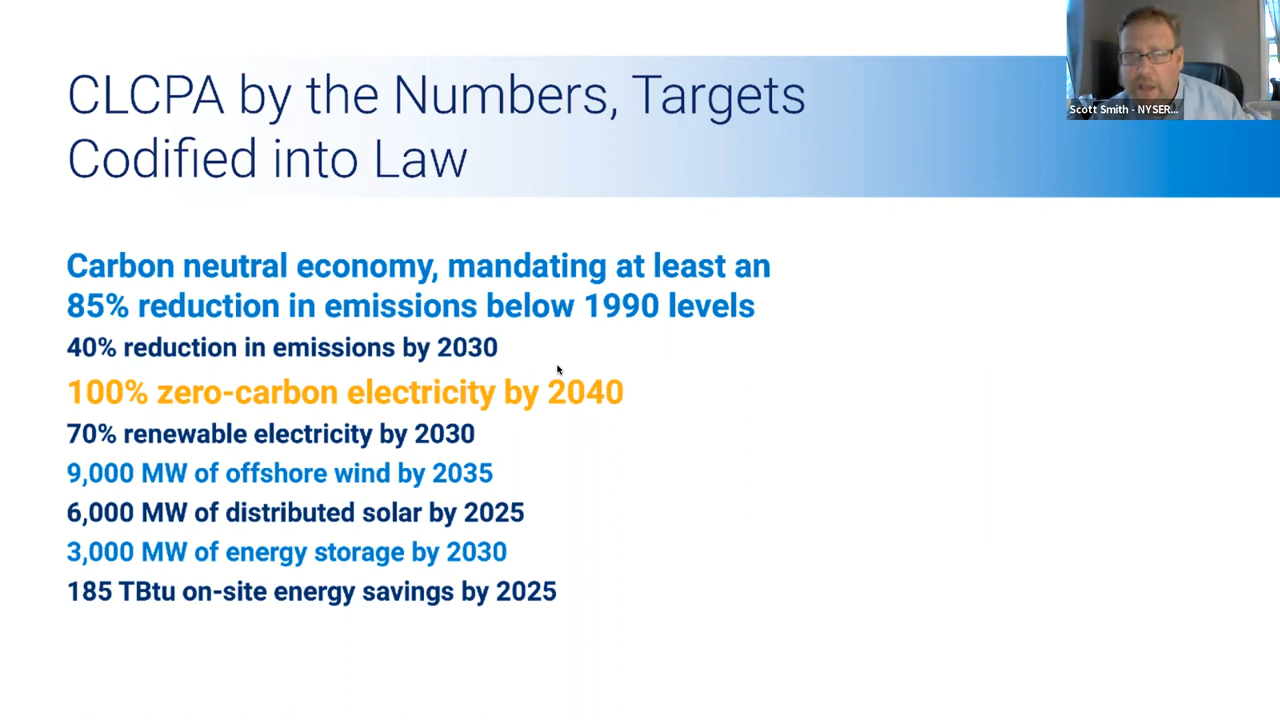 CLCPA by the Numbers, Targets
Codified into Law
Scott Smith - NYSER...
Carbon neutral economy, mandating at least an
85% reduction in emissions below 1990 levels
40% reduction in emissions by 2030
100% zero-carbon electricity by 2040
70% renewable electricity by 2030
9,000 MW of offshore wind by 2035
6,000 MW of distributed solar by 2025
3,000 MW of energy storage by 2030
185 TBtu on-site energy savings by 2025